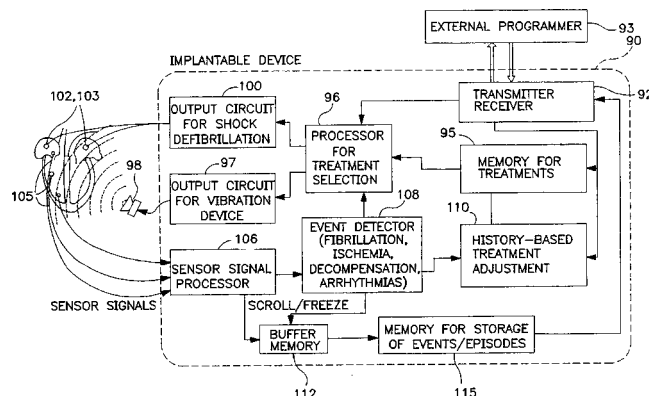 EXTERNAL PROGRAMMER
93
90
IMPLANTABLE DEVICE
100
102,103
96
TRANSMITTER
RECEIVER
92
OUTPUT CIRCUIT
FOR SHOCK
DEFIBRILLATION
PROCESSOR
FOR
TREATMENT
SELECTION
95
MEMORY FOR
TREATMENTS
98
97
105
OUTPUT CIRCUIT
FOR VIBRATION
DEVICE
108
110
106
EVENT DETECTOR
(FIBRILLATION,
ISCHEMIA,
DECOMPENSATION,
ARRHYTHMIAS)
HISTORY-BASED
TREATMENT
ADJUSTMENT
SENSOR SIGNAL
PROCESSOR
SENSOR SIGNALS
SCROLL/FREEZE
BUFFER
MEMORY
MEMORY FOR STORAGE
OF EVENTS/EPISODES
112
115